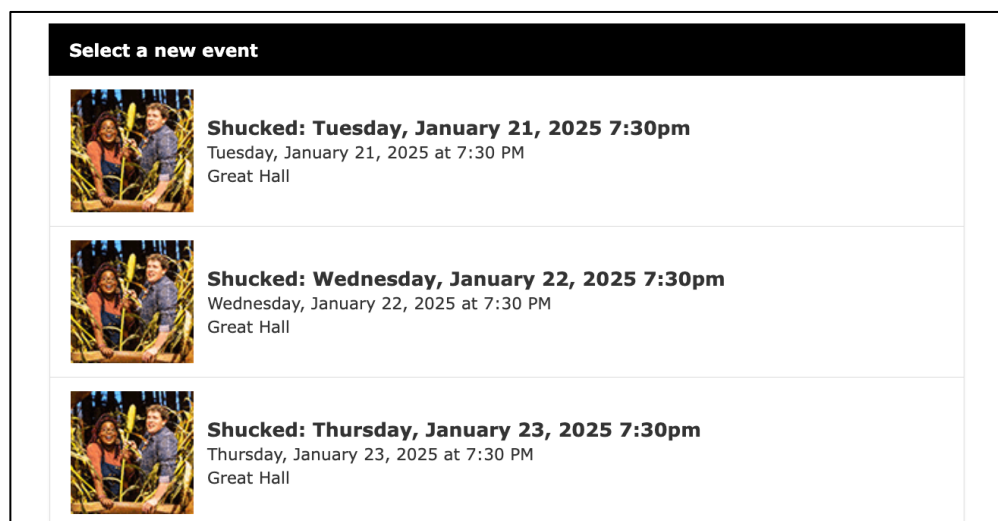 Select a new event
Shucked: Tuesday, January 21, 2025 7:30pm
Tuesday, January 21, 2025 at 7:30 PM
Great Hall
Shucked: Wednesday, January 22, 2025 7:30pm
Wednesday, January 22, 2025 at 7:30 PM
Great Hall
Shucked: Thursday, January 23, 2025 7:30pm
Thursday, January 23, 2025 at 7:30 PM
Great Hall